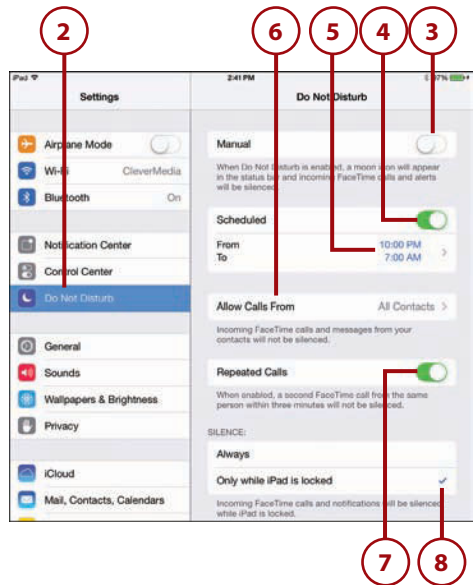 2
6
5
4
3
iPad
2:41 PM
97%
Settings
Do Not Disturb
Airplane Mode
Wi-Fi
CleverMedia
Bluetooth
On
Notification Center
Control Center
Do Not Disturb
General
Sounds
Wallpapers & Brightness
Privacy
iCloud
Mail, Contacts, Calendars
Manual
When Do Not Disturb is enabled, a moon icon will appear
in the status bar and incoming FaceTime calls and alerts
will be silenced.
Scheduled
From
10:00 PM
To
7:00 AM
Allow Calls From
All Contacts
Incoming FaceTime calls and messages from your
contacts will not be silenced.
Repeated Calls
When enabled, a second FaceTime call from the same
person within three minutes will not be silenced.
SILENCE:
Always
Only while iPad is locked
Incoming FaceTime calls and notifications will be silenced
while iPad is locked.
7
8